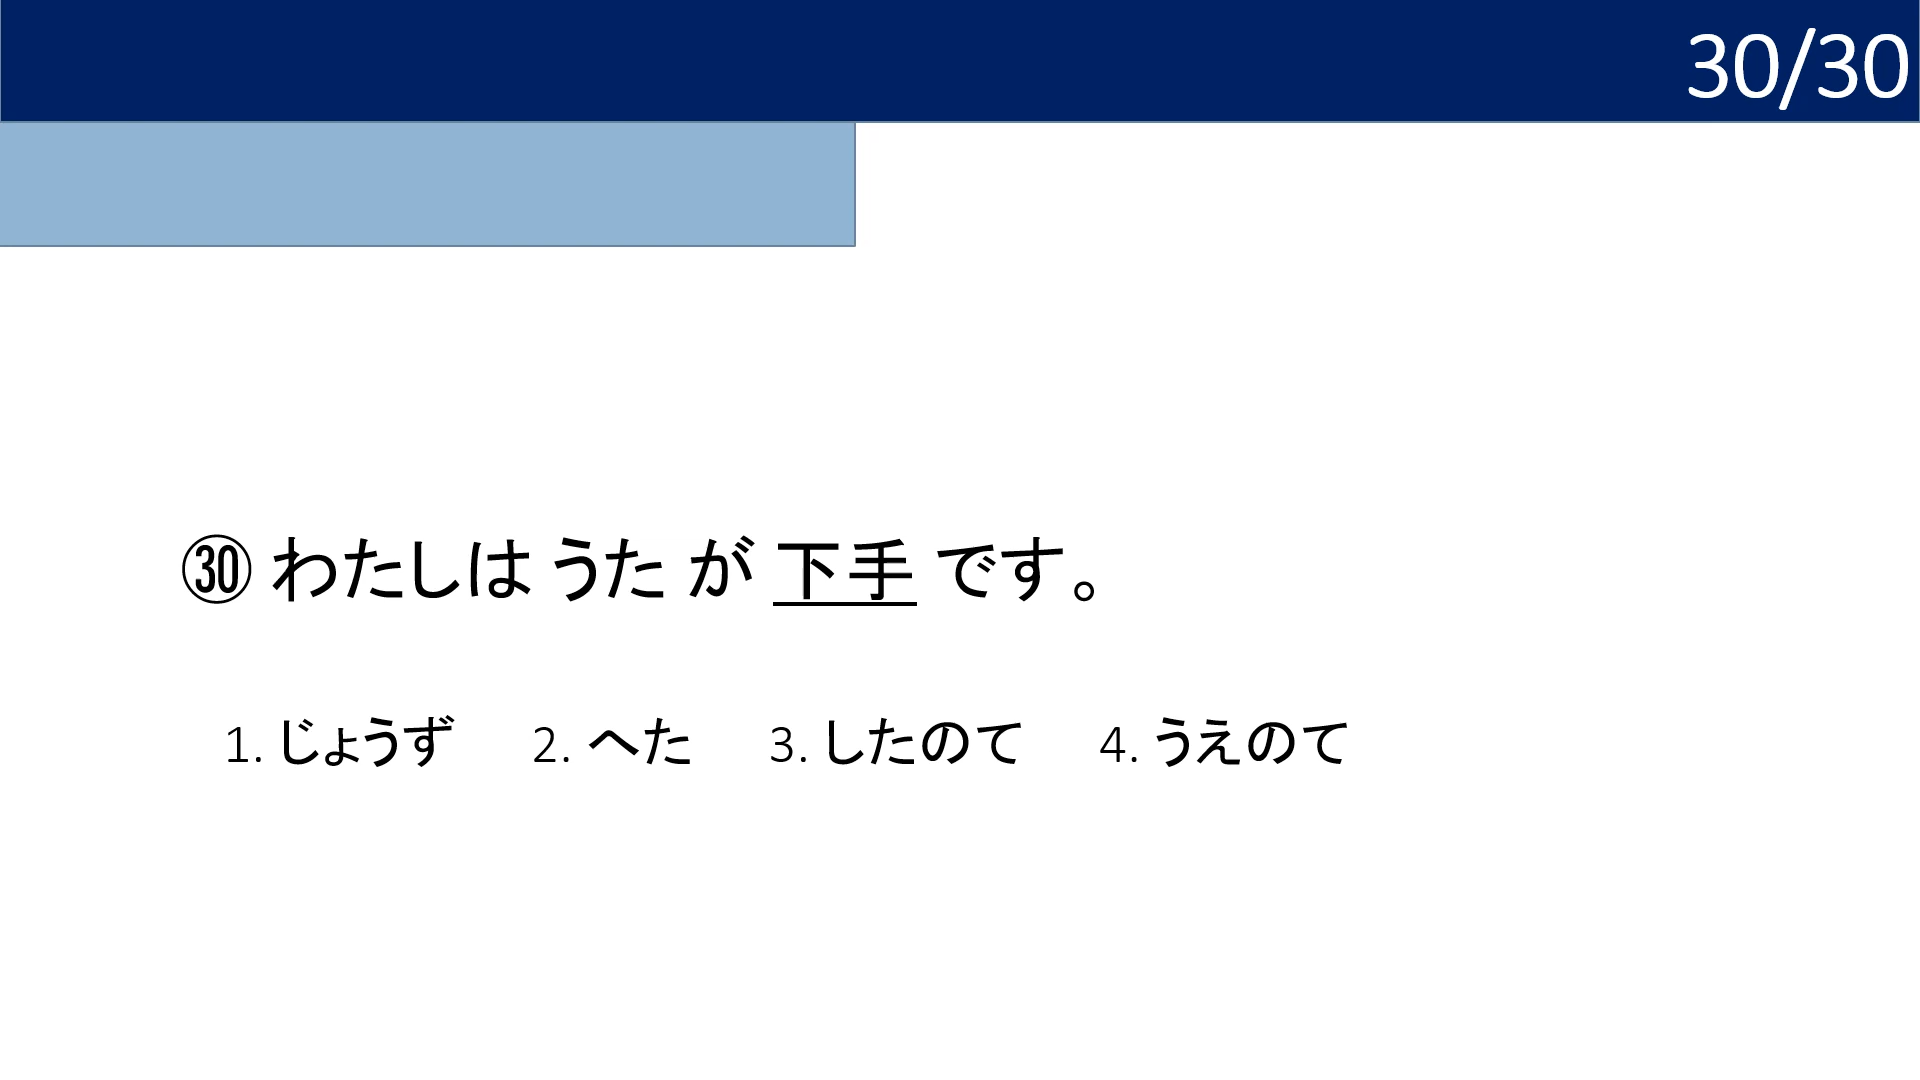 30/30
㉚ わたしは うた が 下手 です。
1. じょうず 2. へた 3. したのて 4. うえのて